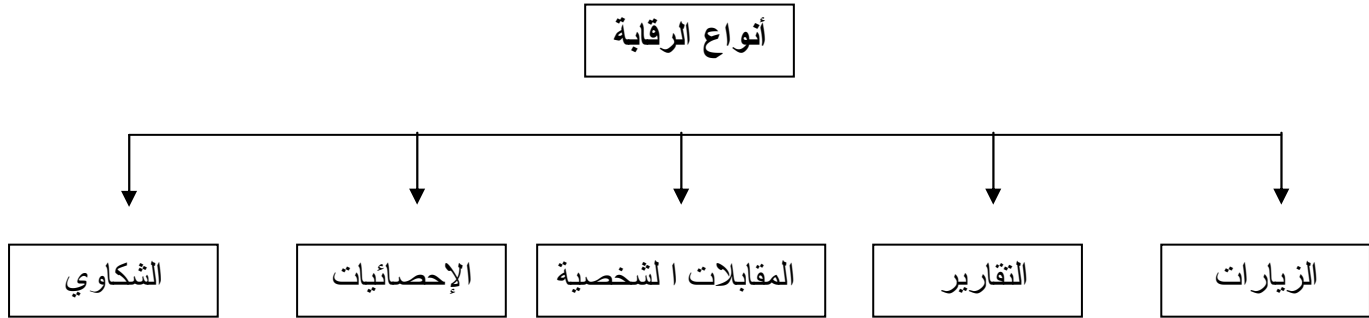 أنواع الرقابة
الزيارات
التقارير
المقابلات ا لشخصية
الإحصائيات
الشكاوي